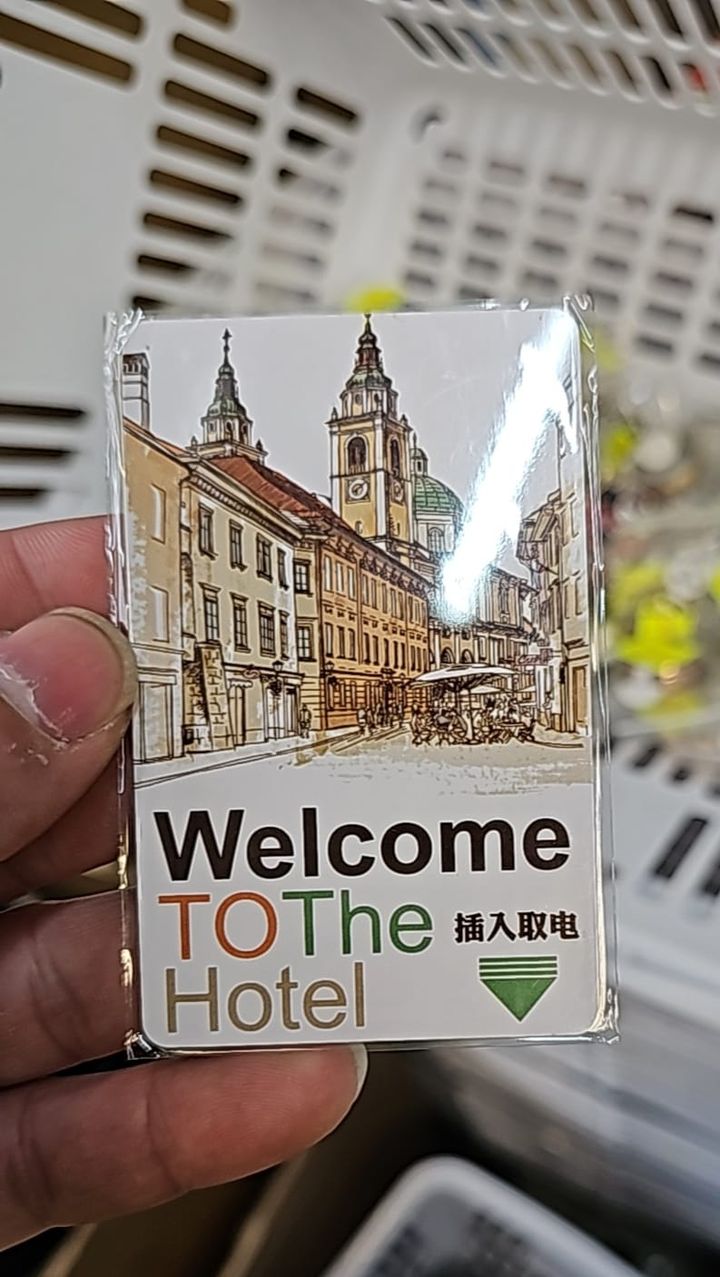 Welcome
TOThe
插入取电
Hotel